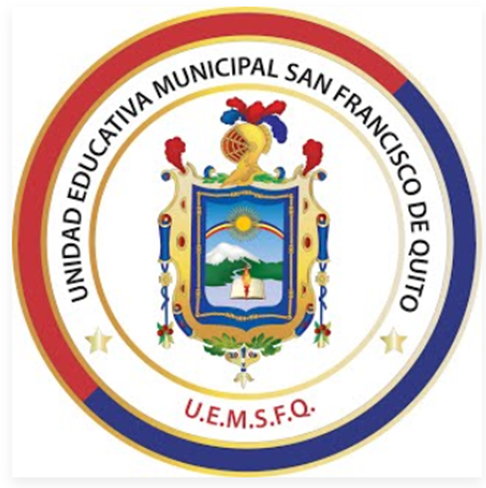 UNIDAD EDUCATIVA MUNICIPAL SAN FRANCISCO DE QUITO
U.E.M.S.F.Q.